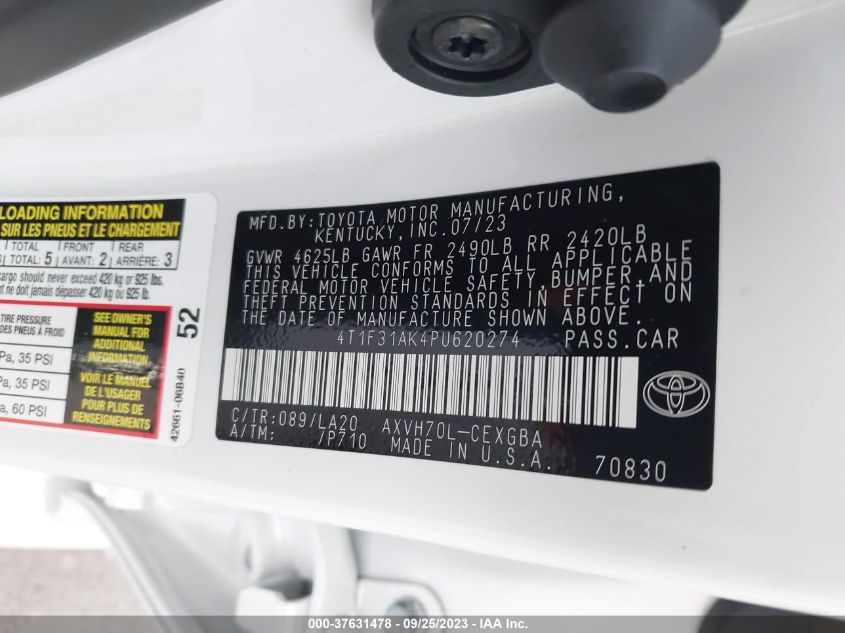 LOADING INFORMATION
SUR LES PNEUS ET LE CHARGEMENT
TOTAL FRONT REAR
TOTAL: 5 AVANT: 2 ARRIÈRE: 3
cargo should never exceed 420 kg or 925 lbs.
ne doit jamais dépasser 420 kg ou 925 lb.
TIRE PRESSURE
DES PNEUS À FROID
Pa, 35 PSI
Pa, 35 PSI
Pa, 60 PSI
SEE OWNER'S
MANUAL FOR
ADDITIONAL
INFORMATION
VOIR LE MANUEL
DE L'USAGER
POUR PLUS DE
RENSEIGNEMENTS
52
42661-06B40
MFD.BY:TOYOTA MOTOR MANUFACTURING,
KENTUCKY,INC.07/23
GVWR 4625LB GAWR FR 2490LB RR 2420LB
THIS VEHICLE CONFORMS TO ALL APPLICABLE
FEDERAL MOTOR VEHICLE SAFETY,BUMPER,AND
THEFT PREVENTION STANDARDS IN EFFECT ON
THE DATE OF MANUFACTURE SHOWN ABOVE.
4T1F31AK4PU620274 PASS.CAR
C/TR:089/LA20 AXVH70L-CEXGBA
A/TM: 7P710 MADE IN U.S.A. 70830
000-37631478 - 09/25/2023 - IAA Inc.